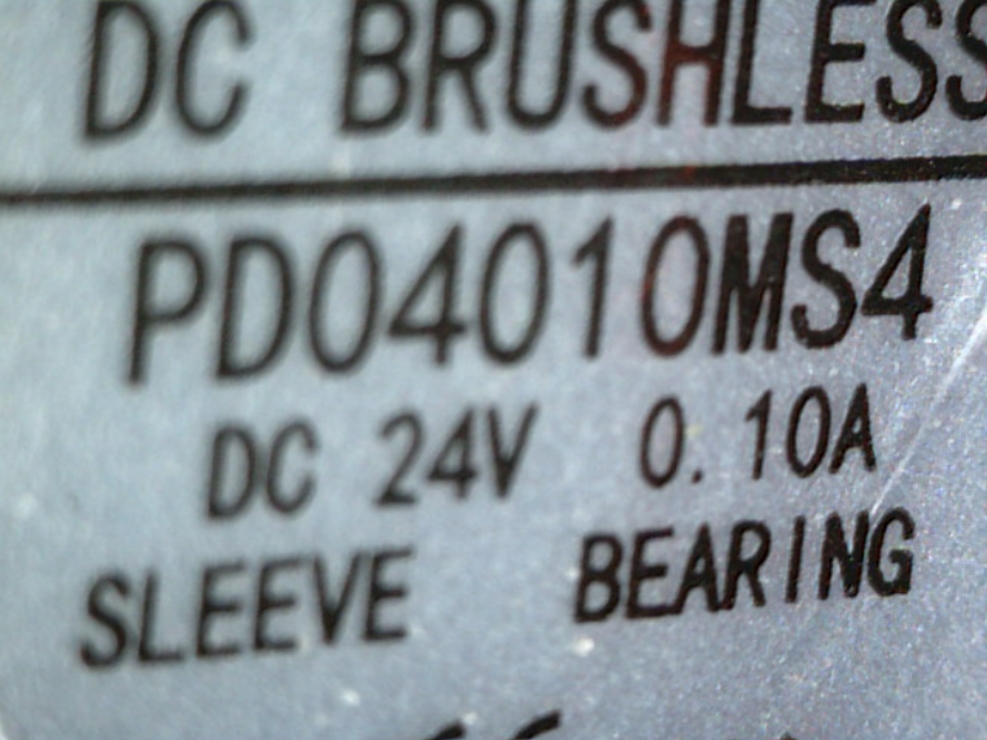 DC BRUSHLESS
PD04010MS4
DC 24V 0.10A
SLEEVE BEARING